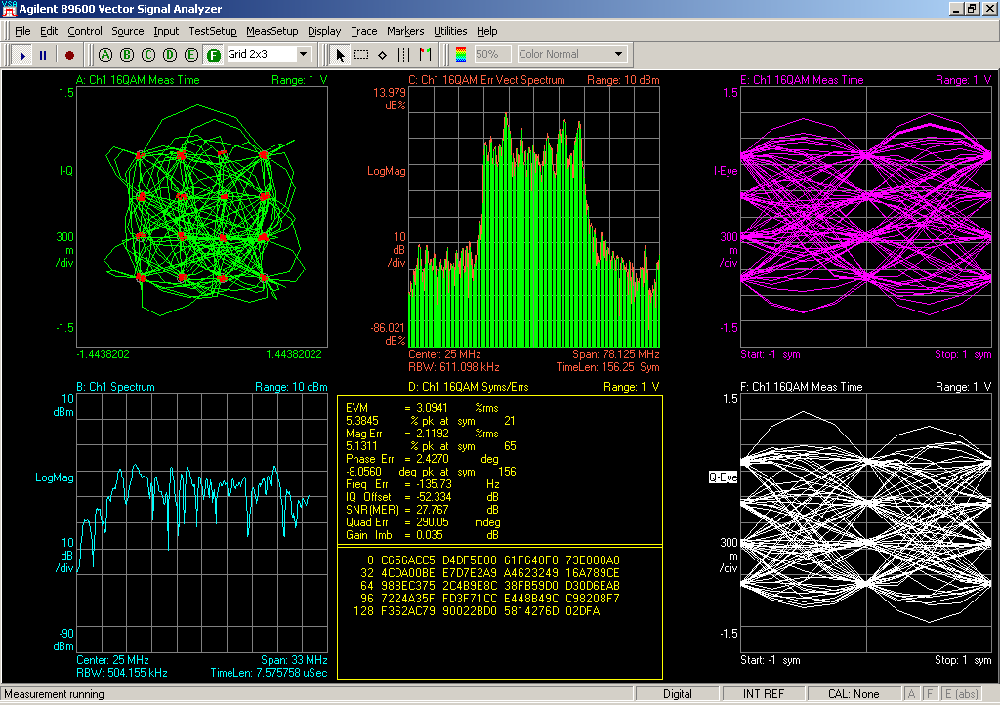 Agilent 89600 Vector Signal Analyzer
File Edit Control Source Input TestSetup MeasSetup Display Trace Markers Utilities Help
A B C D E F Grid 2x3 50% Color Normal
A: Ch1 16QAM Meas Time Range: 1 V
1.5
I-Q
300
m
/div
-1.5
-1.4438202 1.44382022
C: Ch1 16QAM Err Vect Spectrum Range: 10 dBm
13.979
dB%
LogMag
10
dB
/div
-86.021
dB%
Center: 25 MHz Span: 78.125 MHz
RBW: 611.098 kHz TimeLen: 156.25 Sym
E: Ch1 16QAM Meas Time Range: 1 V
1.5
I-Eye
300
m
/div
-1.5
Start: -1 sym Stop: 1 sym
B: Ch1 Spectrum Range: 10 dBm
10
dBm
LogMag
10
dB
/div
-90
dBm
Center: 25 MHz Span: 33 MHz
RBW: 504.155 kHz TimeLen: 7.575758 uSec
D: Ch1 16QAM Syms/Errs Range: 1 V
EVM = 3.0941 %rms
5.3845 % pk at sym 21
Mag Err = 2.1192 %rms
5.1311 % pk at sym 65
Phase Err = 2.4270 deg
-8.0560 deg pk at sym 156
Freq Err = -135.73 Hz
IQ Offset = -52.334 dB
SNR(MER) = 27.767 dB
Quad Err = 290.05 mdeg
Gain Imb = 0.035 dB
0 C656ACC5 D4DF5E08 61F648F8 73E808A8
32 4CDA00BE E7D7E2A9 A4623249 16A789CE
64 98BEC375 2C4B9E8C 38FB59D0 D30D6EAB
96 7224A35F FD3F71CC E448B49C C98208F7
128 F362AC79 90022BD0 5814276D 02DFA
F: Ch1 16QAM Meas Time Range: 1 V
1.5
Q-Eye
300
m
/div
-1.5
Start: -1 sym Stop: 1 sym
Measurement running Digital INT REF CAL: None A F E (abs)